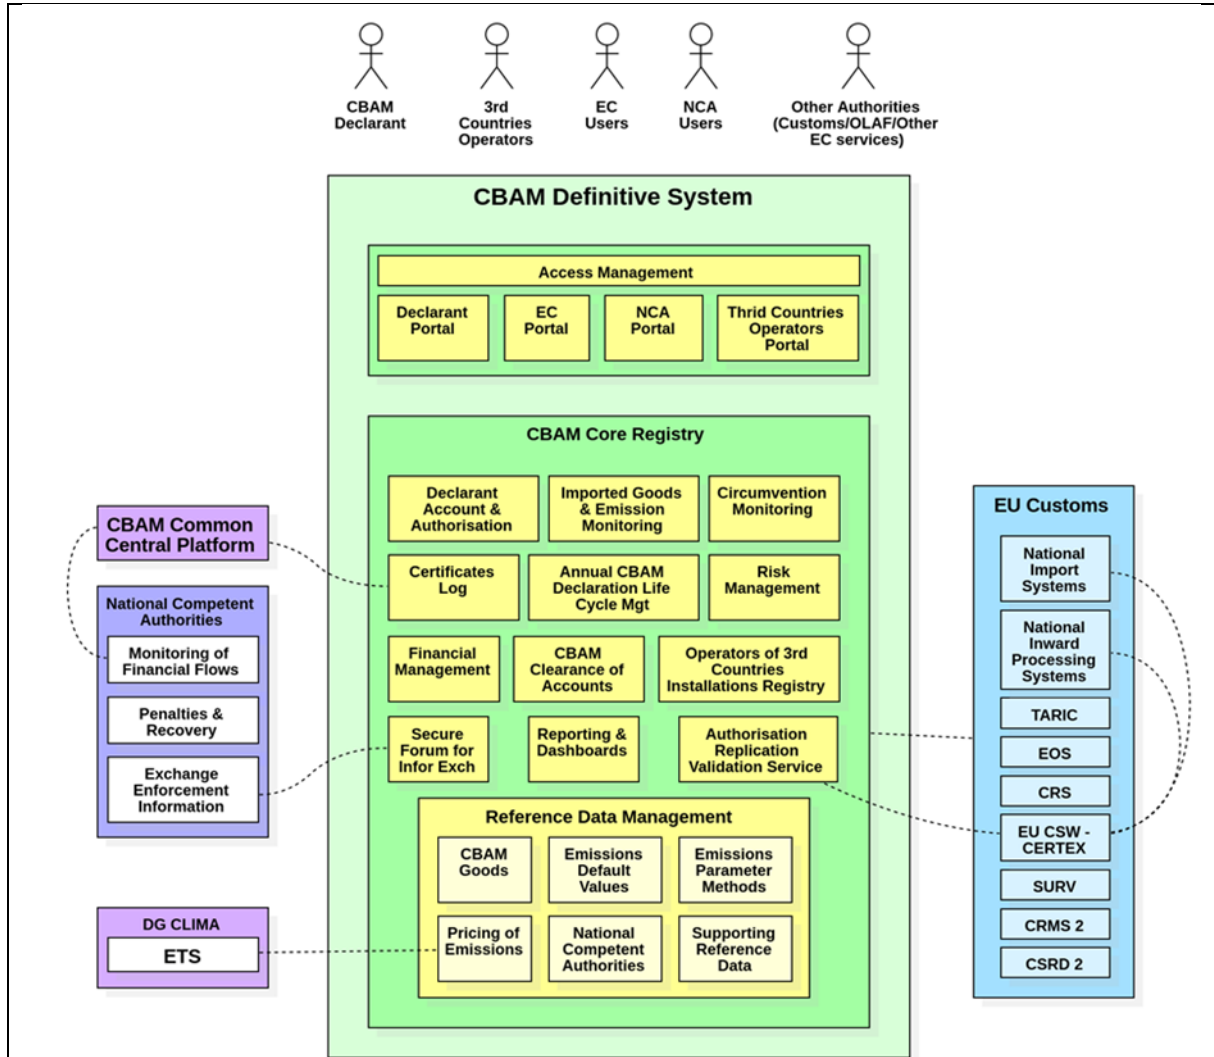 CBAM
Declarant
3rd
Countries
Operators
EC
Users
NCA
Users
Other Authorities
(Customs/OLAF/Other
EC services)
CBAM Definitive System
Access Management
Declarant
Portal
EC
Portal
NCA
Portal
Thrid Countries
Operators
Portal
CBAM Core Registry
Declarant
Account &
Authorisation
Imported Goods
& Emission
Monitoring
Circumvention
Monitoring
Certificates
Log
Annual CBAM
Declaration Life
Cycle Mgt
Risk
Management
Financial
Management
CBAM
Clearance of
Accounts
Operators of 3rd
Countries
Installations Registry
Secure
Forum for
Infor Exch
Reporting &
Dashboards
Authorisation
Replication
Validation Service
Reference Data Management
CBAM
Goods
Emissions
Default
Values
Emissions
Parameter
Methods
Pricing of
Emissions
National
Competent
Authorities
Supporting
Reference
Data
CBAM Common
Central Platform
National Competent
Authorities
Monitoring of
Financial Flows
Penalties &
Recovery
Exchange
Enforcement
Information
DG CLIMA
ETS
EU Customs
National
Import
Systems
National
Inward
Processing
Systems
TARIC
EOS
CRS
EU CSW -
CERTEX
SURV
CRMS 2
CSRD 2